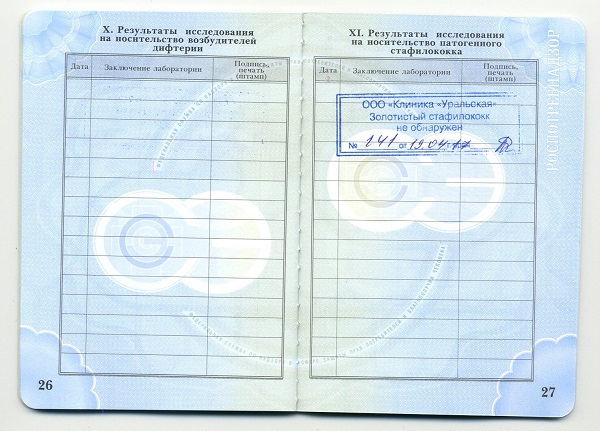 X. Результаты исследования
на носительство возбудителей
дифтерии
Дата Заключение лаборатории Подпись,
печать
(штамп)
26
XI. Результаты исследования
на носительство патогенного
стафилококка
Дата Заключение лаборатории Подпись,
печать
(штамп)
ООО «Клиника «Уральская»
Золотистый стафилококк
не обнаружен
№ 141 от 19.04.17
РОСПОТРЕБНАДЗОР
27